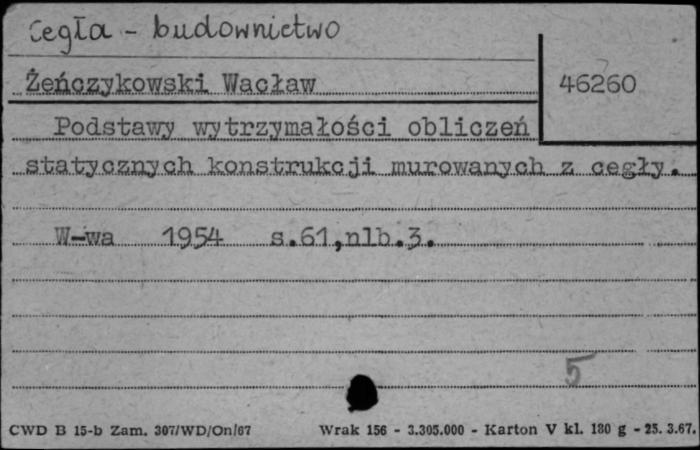 Cegła - budownictwo
Żeńczykowski Wacław
46260
Podstawy wytrzymałości obliczeń
statycznych konstrukcji murowanych z cegły.
W-wa 1954 s.61,nlb.3.
5
CWD B 15-b Zam. 307/WD/On/67 Wrak 156 - 3.305.000 - Karton V kl. 180 g - 25. 3.67.